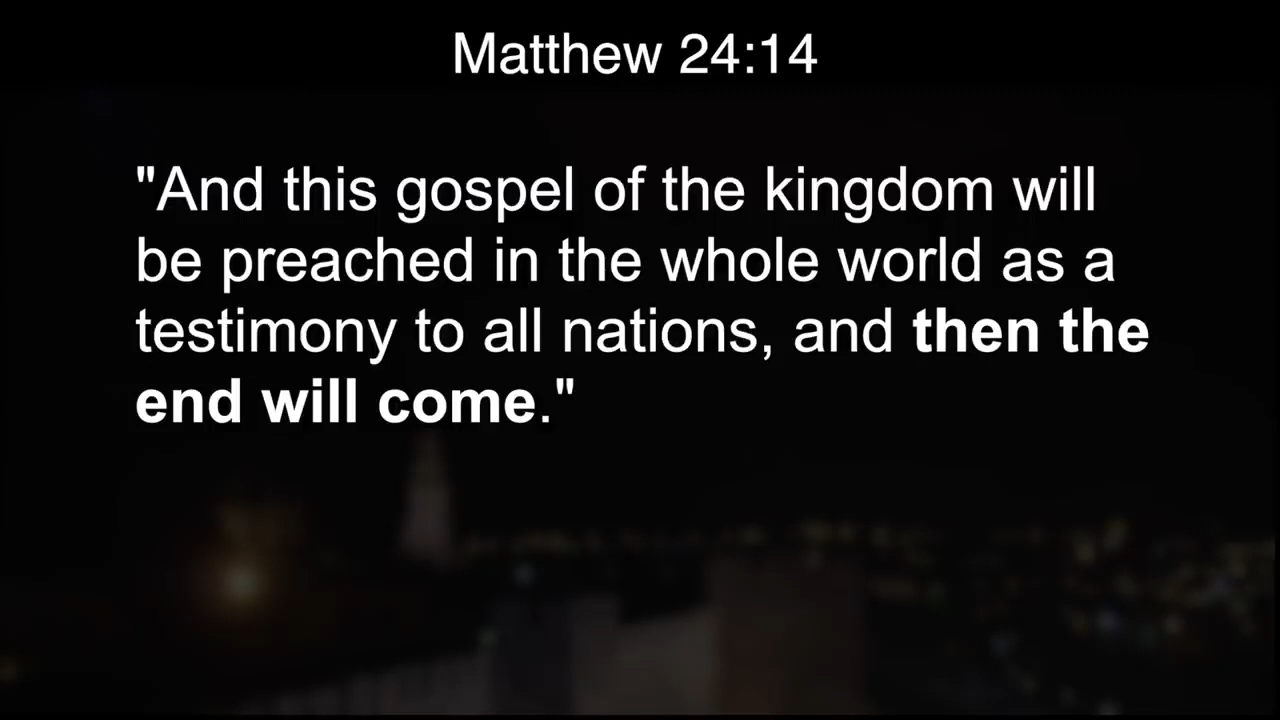 Matthew 24:14
"And this gospel of the kingdom will
be preached in the whole world as a
testimony to all nations, and then the
end will come."